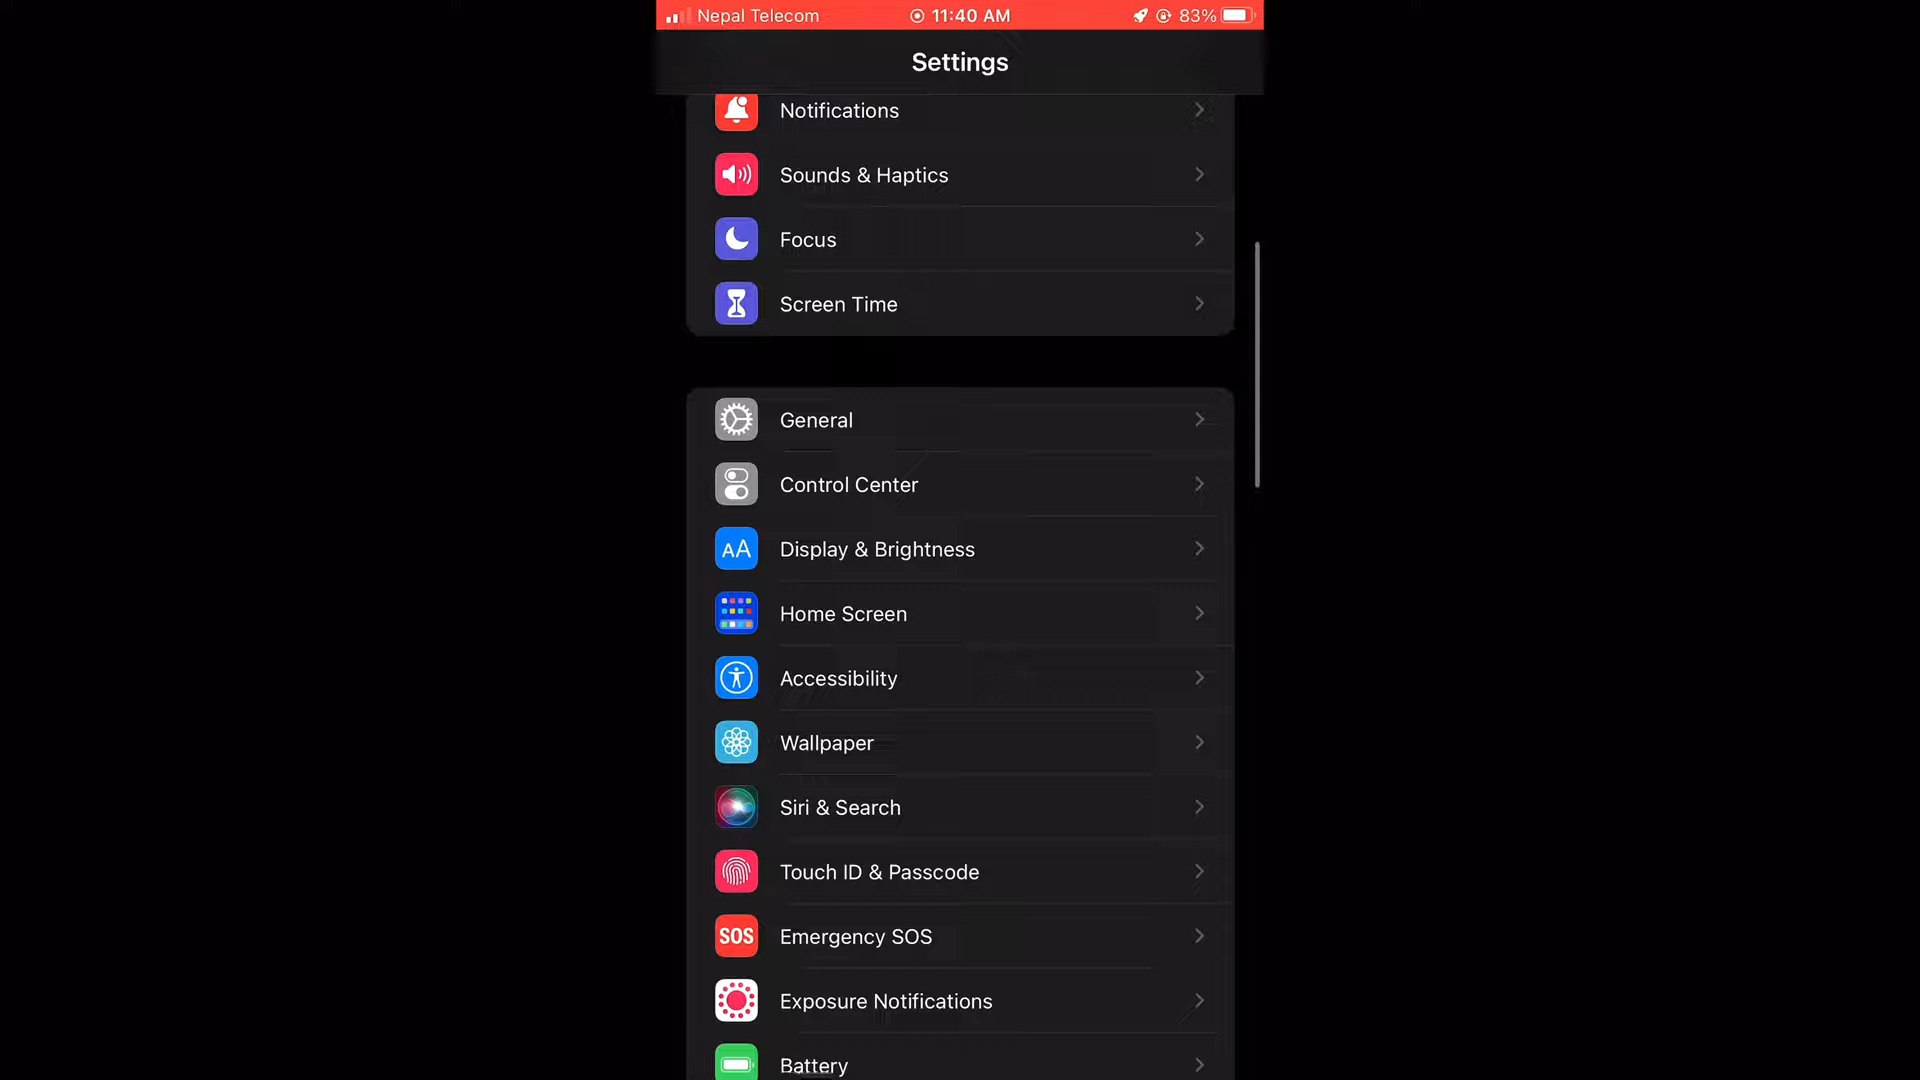 Nepal Telecom 11:40 AM 83%
Settings
Notifications
Sounds & Haptics
Focus
Screen Time
General
Control Center
AA Display & Brightness
Home Screen
Accessibility
Wallpaper
Siri & Search
Touch ID & Passcode
SOS Emergency SOS
Exposure Notifications
Battery